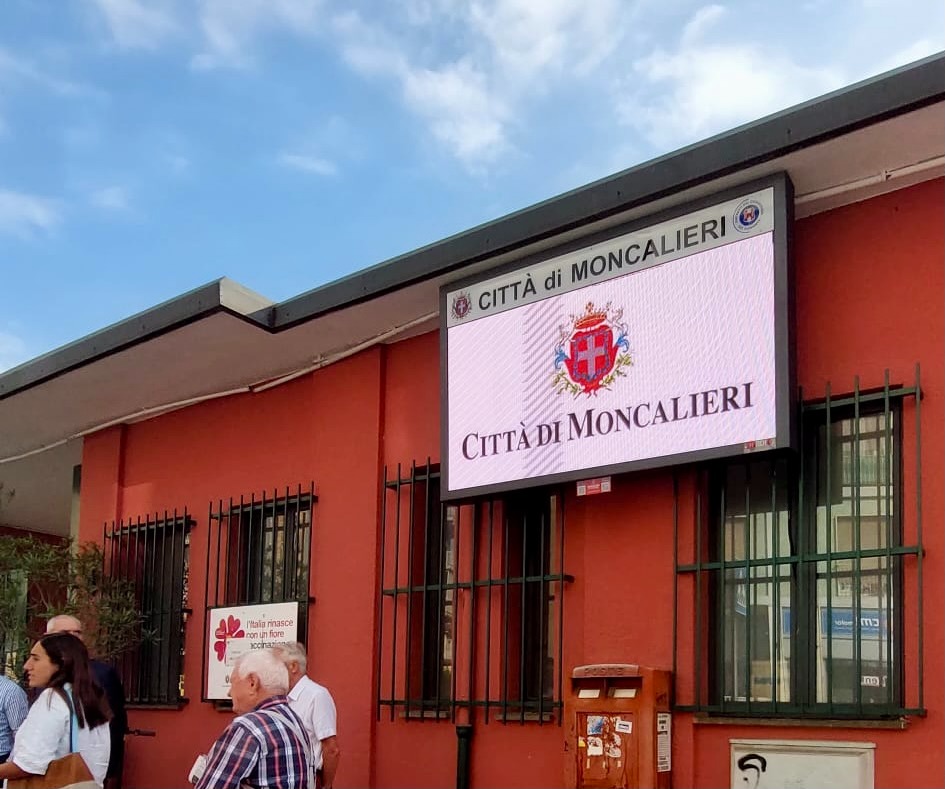 CITTÀ di MONCALIERI
CITTÀ DI MONCALIERI
l'Italia rinasce
con un fiore